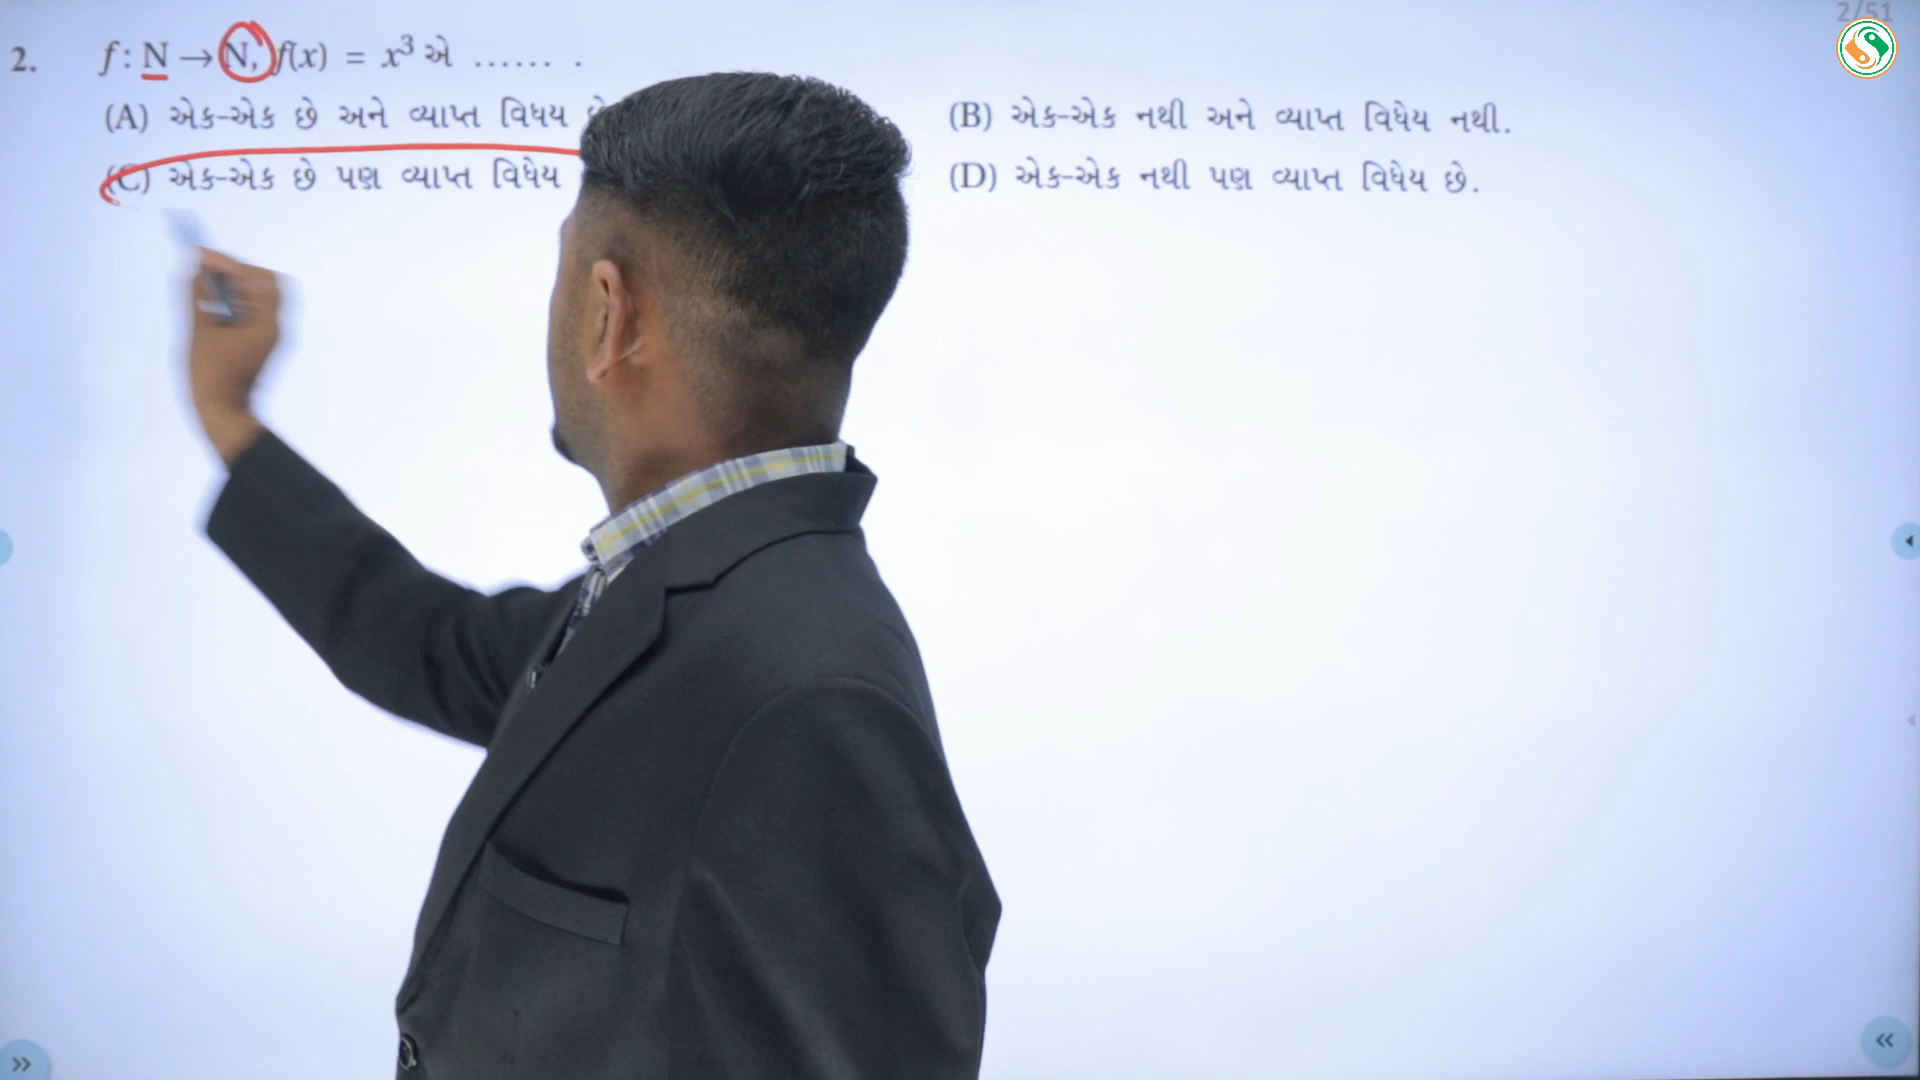 2/51
2. f : N → N, f(x) = x³ એ ...... .
(A) એક-એક છે અને વ્યાપ્ત વિધેય
(B) એક-એક નથી અને વ્યાપ્ત વિધેય નથી.
(C) એક-એક છે પણ વ્યાપ્ત વિધેય
(D) એક-એક નથી પણ વ્યાપ્ત વિધેય છે.